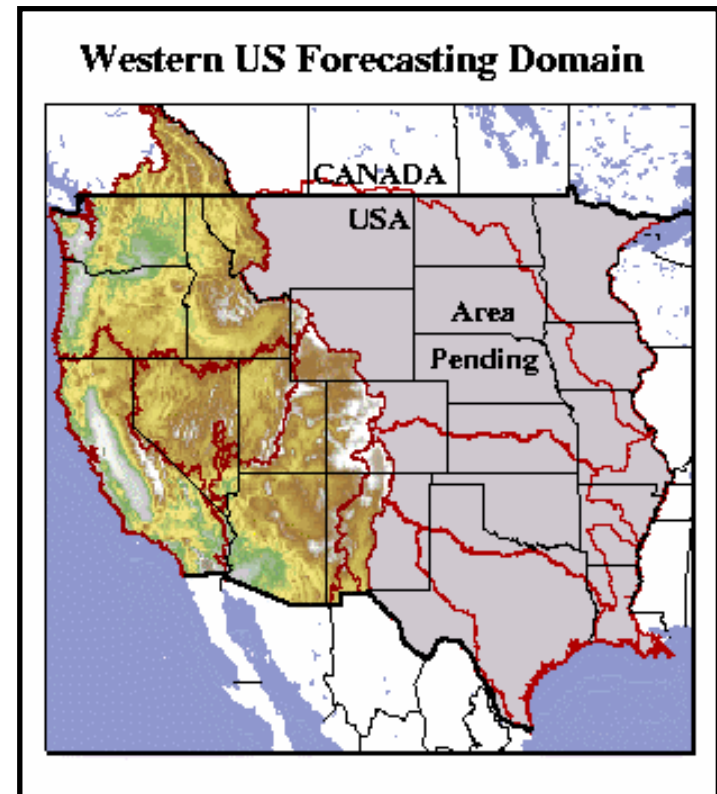 Western US Forecasting Domain
CANADA
USA
Area
Pending